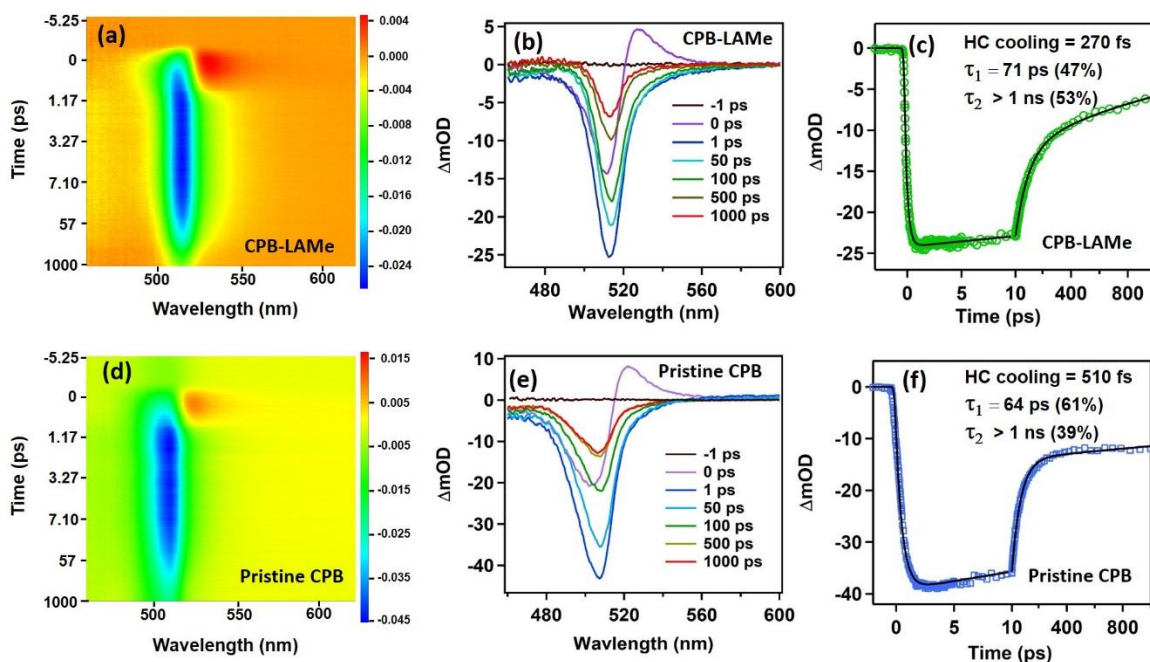 (a)
CPB-LAMe
Time (ps)
-5.25
0
1.17
3.27
7.10
57
1000
500
550
600
Wavelength (nm)
0.004
0.000
-0.004
-0.008
-0.012
-0.016
-0.020
-0.024
(b)
CPB-LAMe
ΔmOD
5
0
-5
-10
-15
-20
-25
-1 ps
0 ps
1 ps
50 ps
100 ps
500 ps
1000 ps
480
520
560
600
Wavelength (nm)
(c)
HC cooling = 270 fs
τ1 = 71 ps (47%)
τ2 > 1 ns (53%)
ΔmOD
0
-5
-10
-15
-20
-25
CPB-LAMe
0
5
10
400
800
Time (ps)
(d)
Pristine CPB
Time (ps)
-5.25
0
1.17
3.27
7.10
57
1000
500
550
600
Wavelength (nm)
0.015
0.005
-0.005
-0.015
-0.025
-0.035
-0.045
(e)
Pristine CPB
ΔmOD
10
0
-10
-20
-30
-40
-1 ps
0 ps
1 ps
50 ps
100 ps
500 ps
1000 ps
480
520
560
600
Wavelength (nm)
(f)
HC cooling = 510 fs
τ1 = 64 ps (61%)
τ2 > 1 ns (39%)
ΔmOD
0
-10
-20
-30
-40
Pristine CPB
0
5
10
400
800
Time (ps)